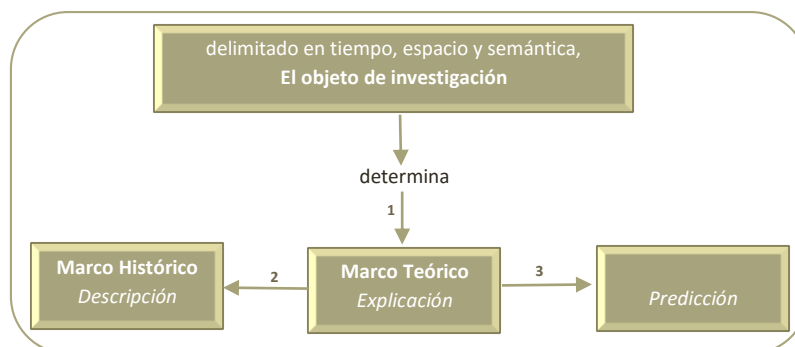 delimitado en tiempo, espacio y semántica,
El objeto de investigación
determina
1
Marco Histórico
Descripción
2
Marco Teórico
Explicación
3
Predicción